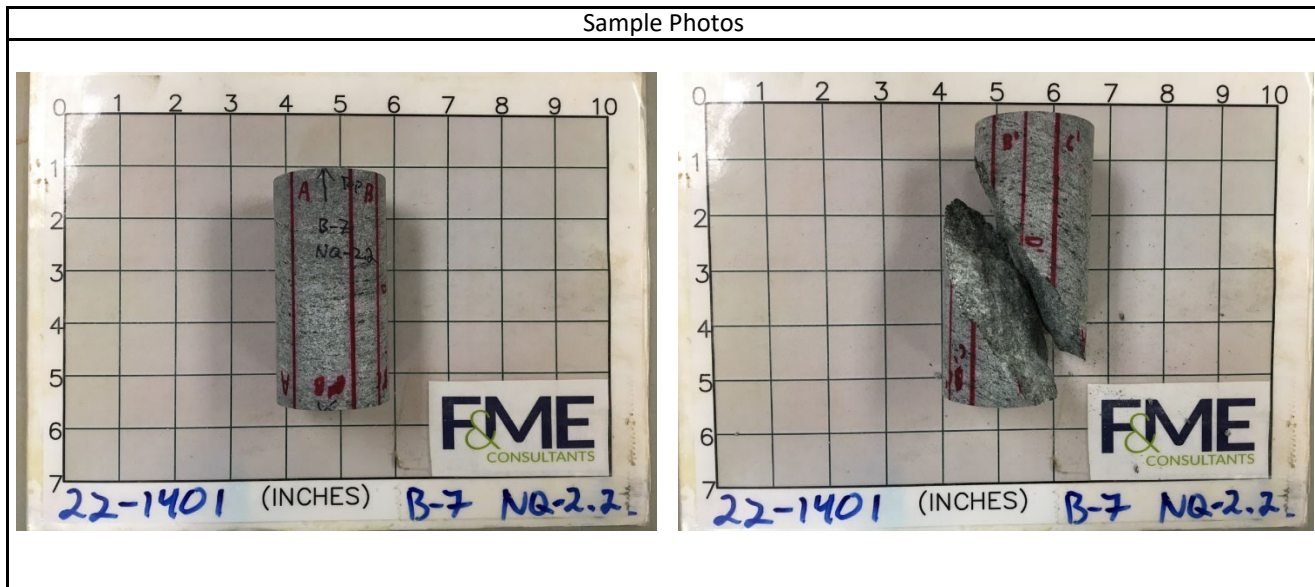 Sample Photos
0 1 2 3 4 5 6 7 8 9 10
1
2
3
4
5
6
7
A B
B-7
NQ-2.2
A B
F&ME
CONSULTANTS
22-1401 (INCHES) B-7 NQ-2.2
0 1 2 3 4 5 6 7 8 9 10
1
2
3
4
5
6
7
B' C'
D'
F&ME
CONSULTANTS
22-1401 (INCHES) B-7 NQ-2.2